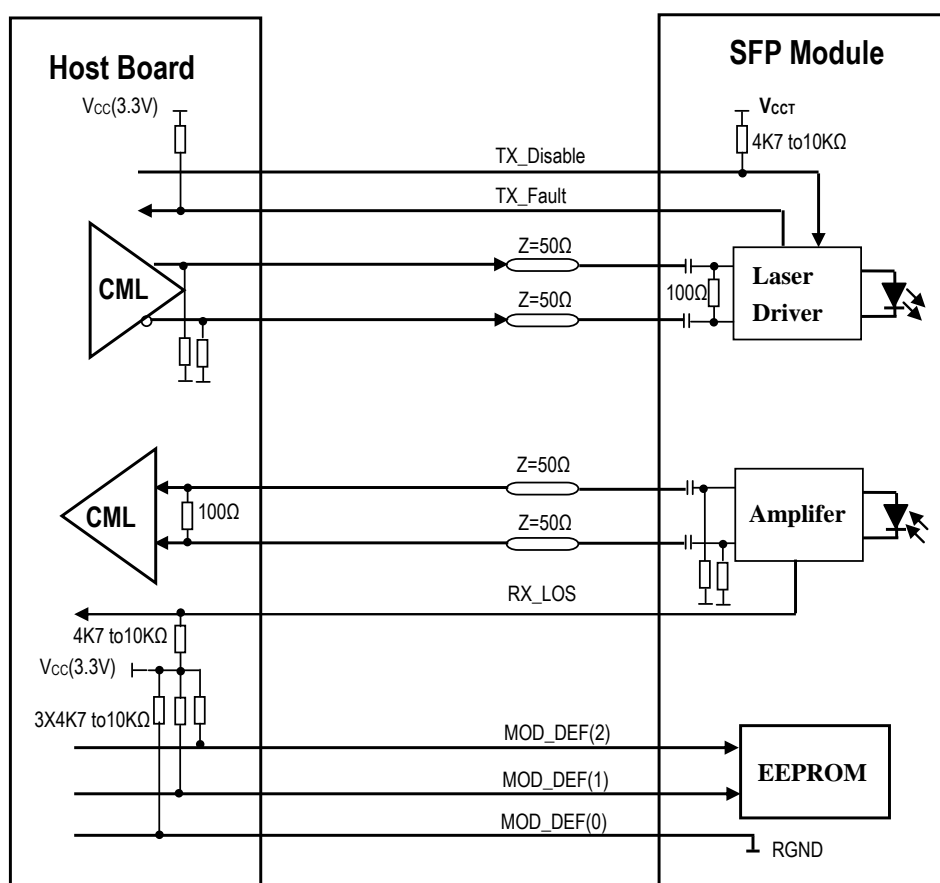 Host Board
SFP Module
VCC(3.3V)
VCCT
4K7 to10KΩ
TX_Disable
TX_Fault
Z=50Ω
CML
Laser
Driver
100Ω
Z=50Ω
Z=50Ω
CML
100Ω
Amplifer
Z=50Ω
RX_LOS
4K7 to10KΩ
VCC(3.3V)
3X4K7 to10KΩ
MOD_DEF(2)
EEPROM
MOD_DEF(1)
MOD_DEF(0)
RGND